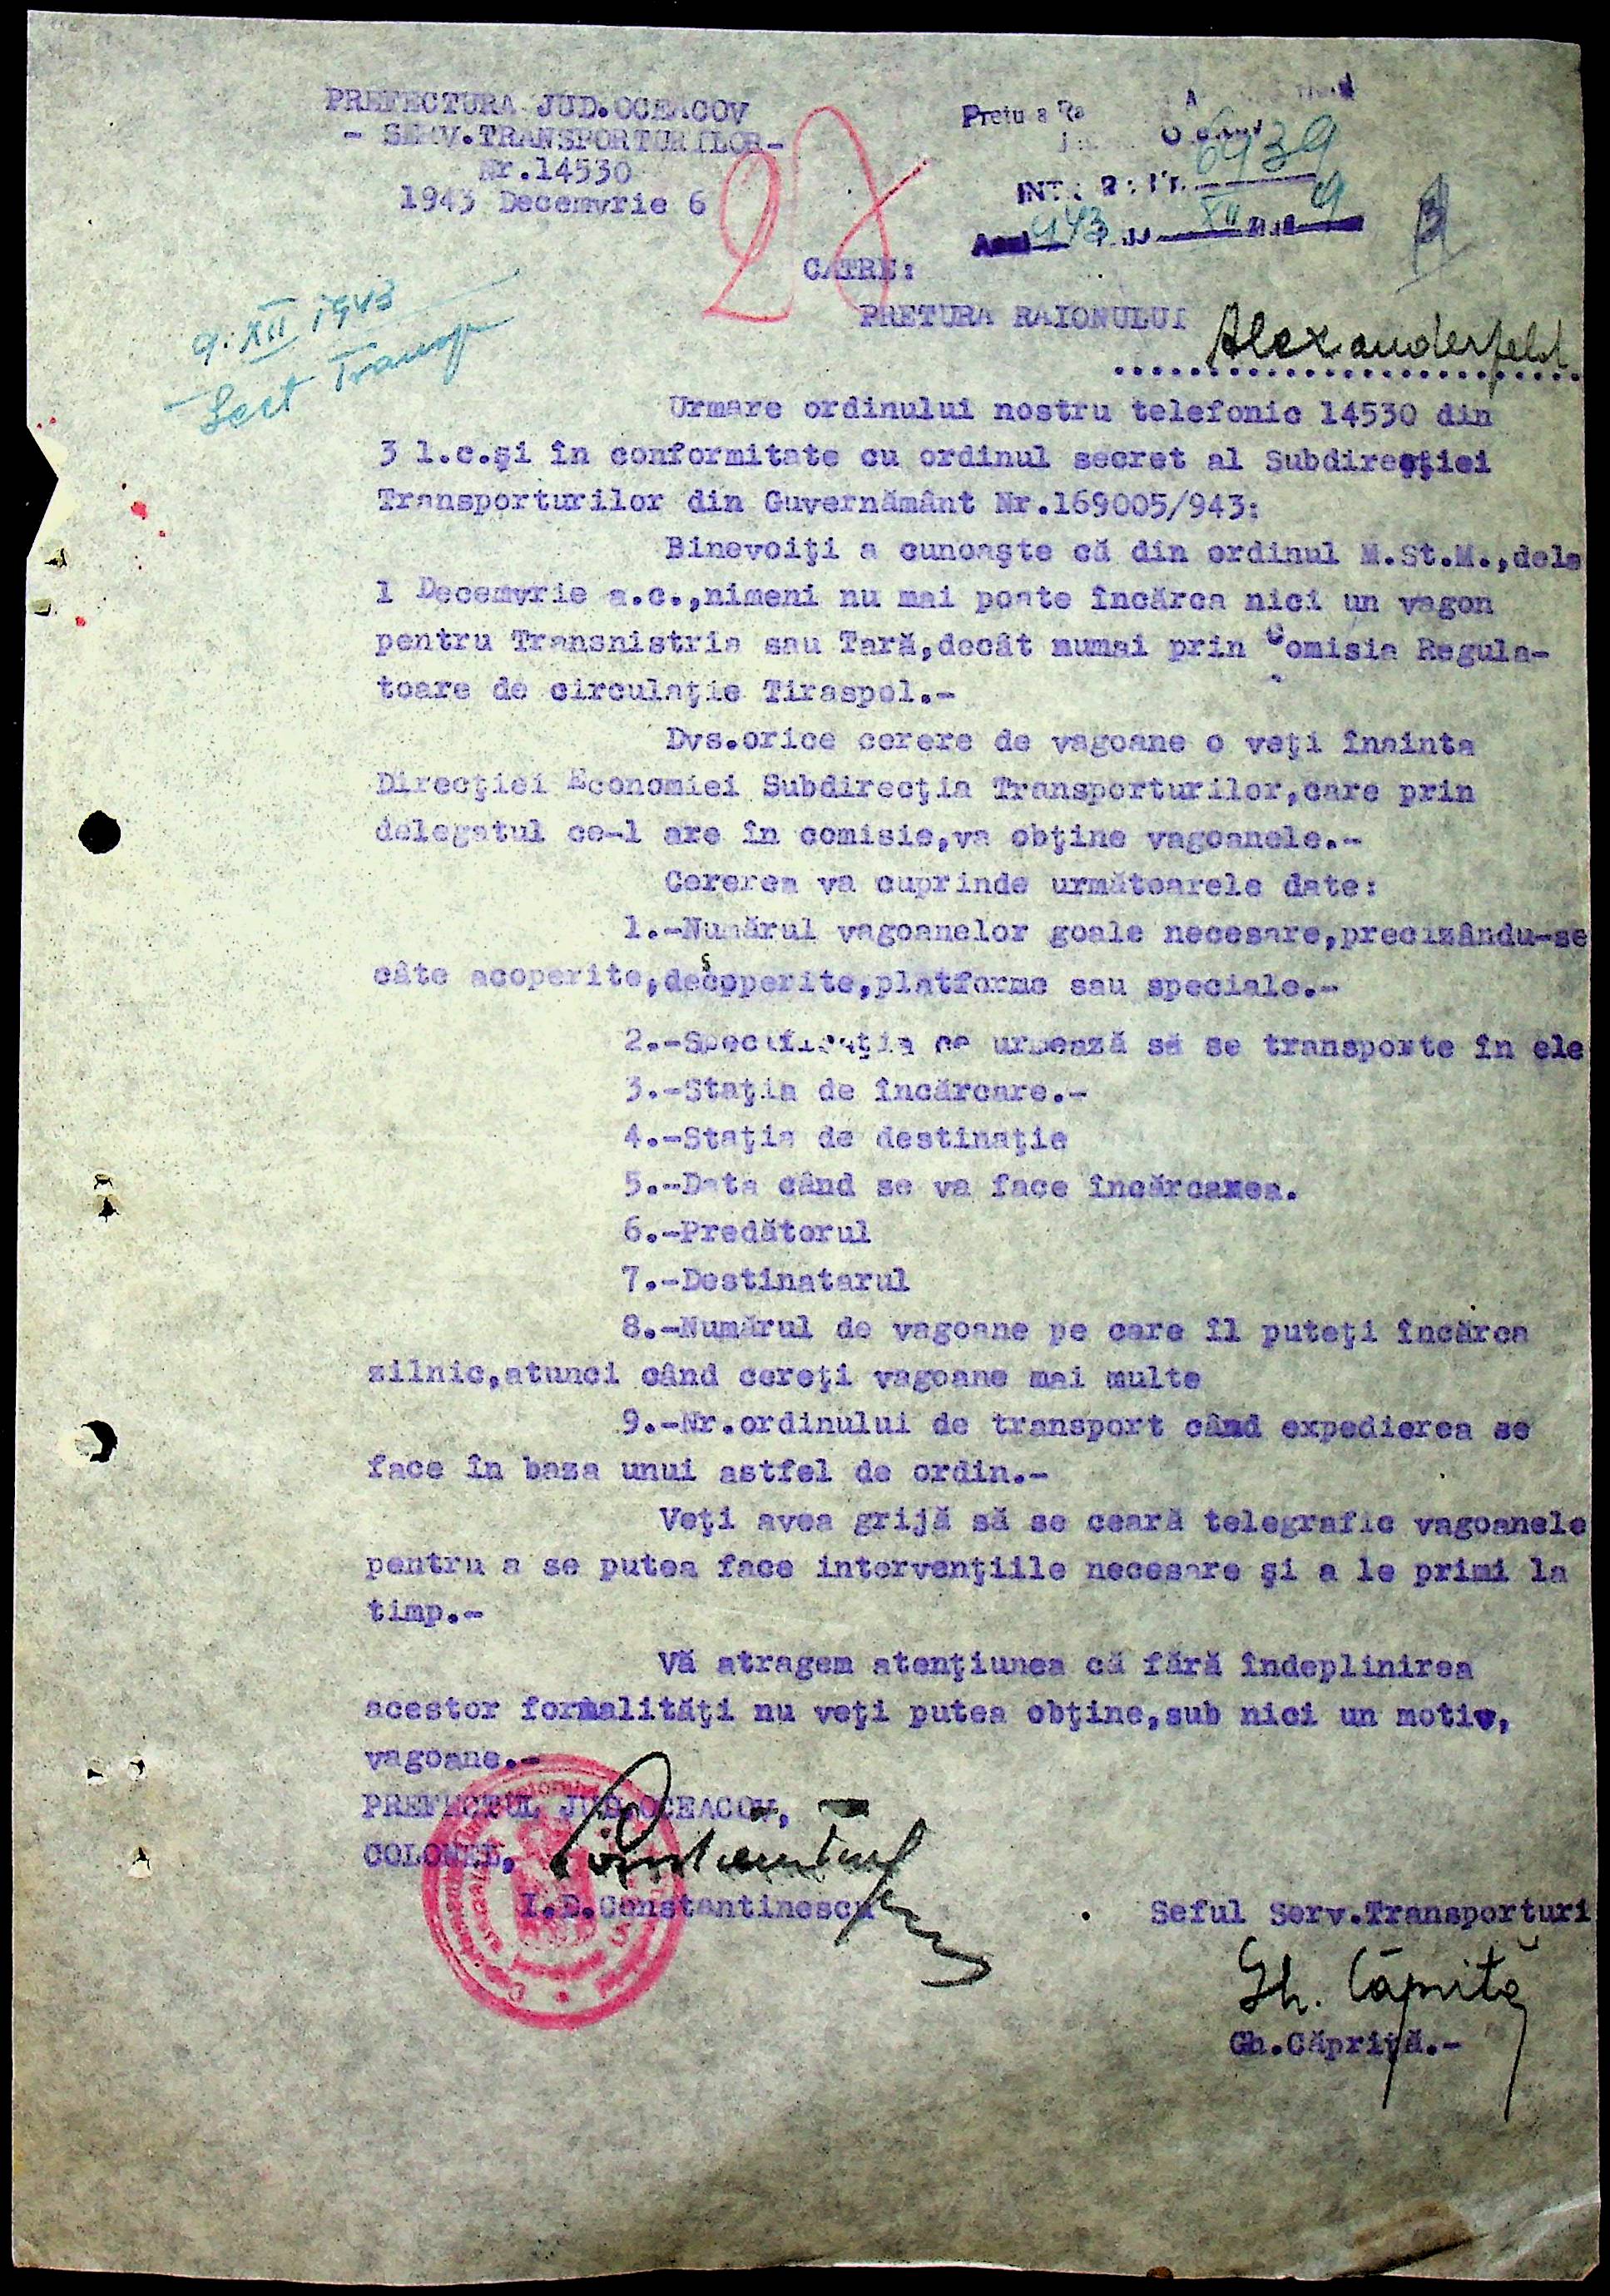 PREFECTURA JUD.OCEACOV
- SERV.TRANSPORTURILOR-
Nr.14530
1943 Decemvrie 6
28
6939
943 XII 9
3
9. XII 1943
Sect Transp
CATRE:
PRETURA RAIONULUI Alexanderfeld
Urmare ordinului nostru telefonic 14530 din
3 l.c.şi în conformitate cu ordinul secret al Subdirecţiei
Transporturilor din Guvernământ Nr.169005/943:
Binevoiţi a cunoaşte că din ordinul M.St.M.,dela
1 Decemvrie a.c.,nimeni nu mai poate încărca nici un vagon
pentru Transnistria sau Tară,decât numai prin Comisia Regula-
toare de circulaţie Tiraspol.-
Dvs.orice cerere de vagoane o veţi înainta
Direcţiei Economiei Subdirecţia Transporturilor,care prin
delegatul ce-l are în comisie,va obţine vagoanele.-
Cererea va cuprinde următoarele date:
1.-Numărul vagoanelor goale necesare,precizându-se
câte acoperite,descoperite,platforme sau speciale.-
2.-Specificaţia ce urmează să se transporte în ele
3.-Staţia de încărcare.-
4.-Staţia de destinaţie
5.-Data când se va face încărcarea.
6.-Predătorul
7.-Destinatarul
8.-Numărul de vagoane pe care îl puteţi încărca
zilnic,atunci când cereţi vagoane mai multe
9.-Nr.ordinului de transport când expedierea se
face în baza unui astfel de ordin.-
Veţi avea grijă să se ceară telegrafic vagoanele
pentru a se putea face intervenţiile necesare şi a le primi la
timp.-
Vă atragem atenţiunea că fără îndeplinirea
acestor formalităţi nu veţi putea obţine,sub nici un motiv,
vagoane.-
PREFECTUL JUD.OCEACOV,
COLONEL,
I.D.Constantinescu
Seful Serv.Transporturi
Gh. Căpriţă
Gh.Căpriţă.-